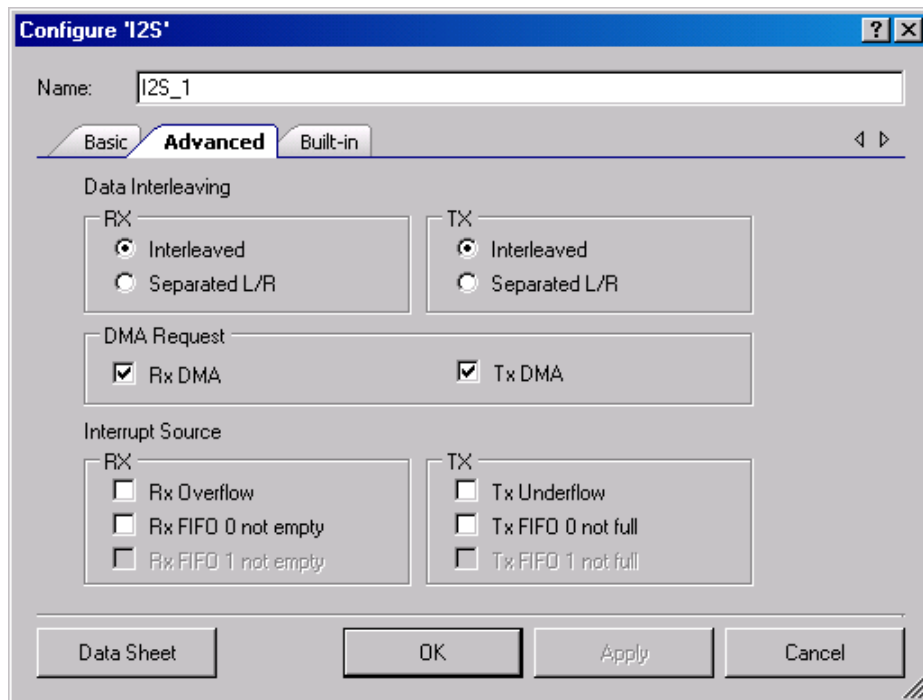 Configure 'I2S'
Name: I2S_1
Basic Advanced Built-in
Data Interleaving
RX TX
Interleaved Interleaved
Separated L/R Separated L/R
DMA Request
Rx DMA Tx DMA
Interrupt Source
RX TX
Rx Overflow Tx Underflow
Rx FIFO 0 not empty Tx FIFO 0 not full
Rx FIFO 1 not empty Tx FIFO 1 not full
Data Sheet OK Apply Cancel